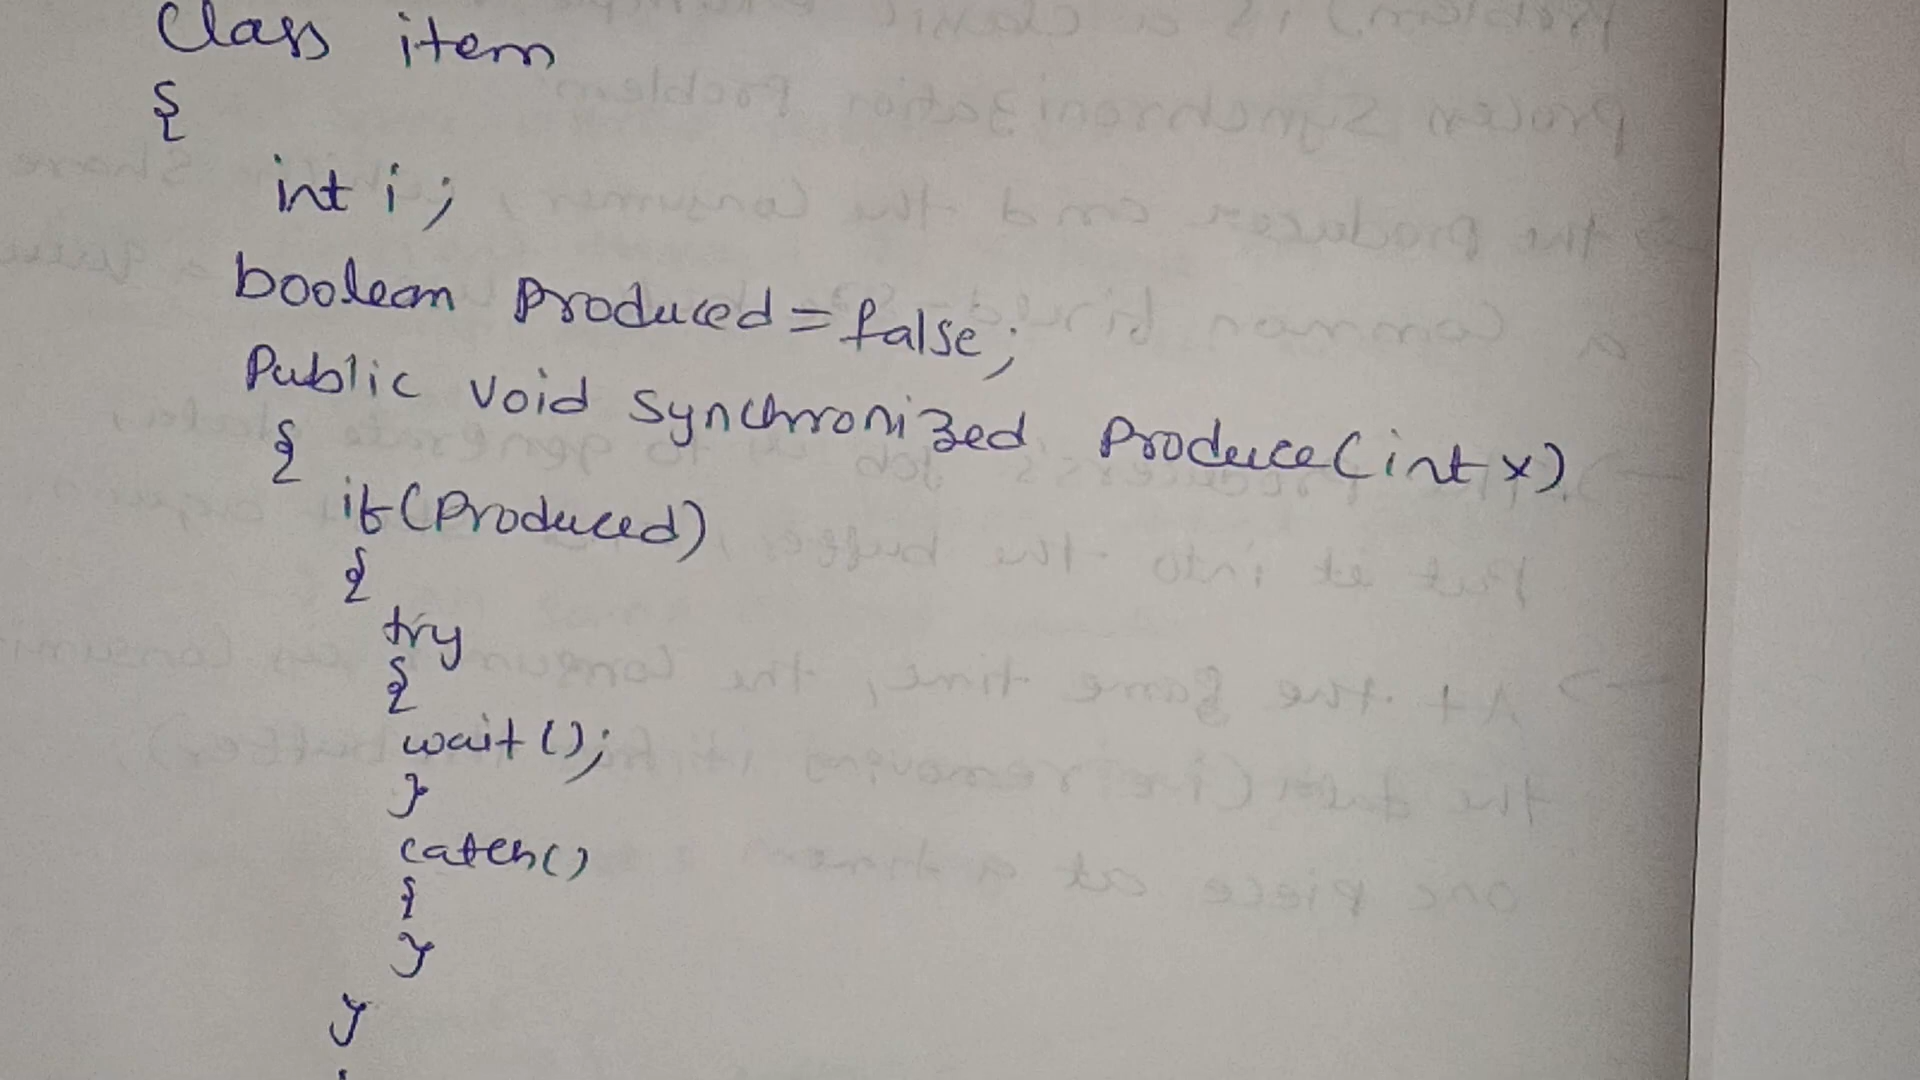 Class item
{
int i;
boolean produced = false;
Public void synchronized produce(int x)
{
if(produced)
{
try
{
wait();
}
catch()
{
}
}